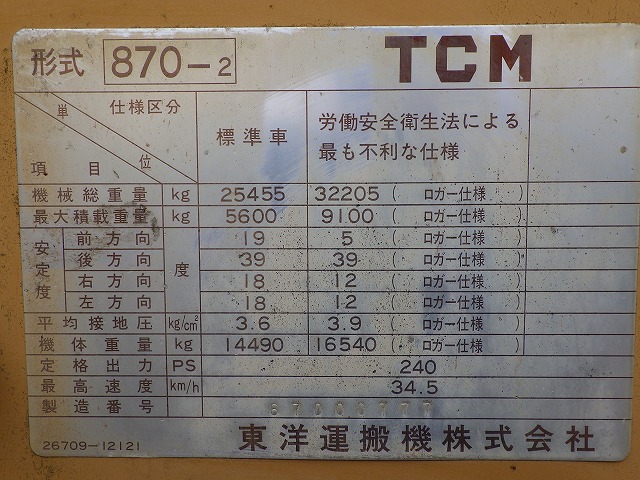 形式 870-2 TCM
単位 仕様区分
項目
標準車
労働安全衛生法による
最も不利な仕様
機械総重量 kg 25455 32205 ( ロガー仕様 )
最大積載重量 kg 5600 9100 ( ロガー仕様 )
安定度 前方向 度 19 5 ( ロガー仕様 )
後方向 39 39 ( ロガー仕様 )
右方向 18 12 ( ロガー仕様 )
左方向 18 12 ( ロガー仕様 )
平均接地圧 kg/cm² 3.6 3.9 ( ロガー仕様 )
機体重量 kg 14490 16540 ( ロガー仕様 )
定格出力 PS 240
最高速度 km/h 34.5
製造番号
26709-12121 東洋運搬機株式会社